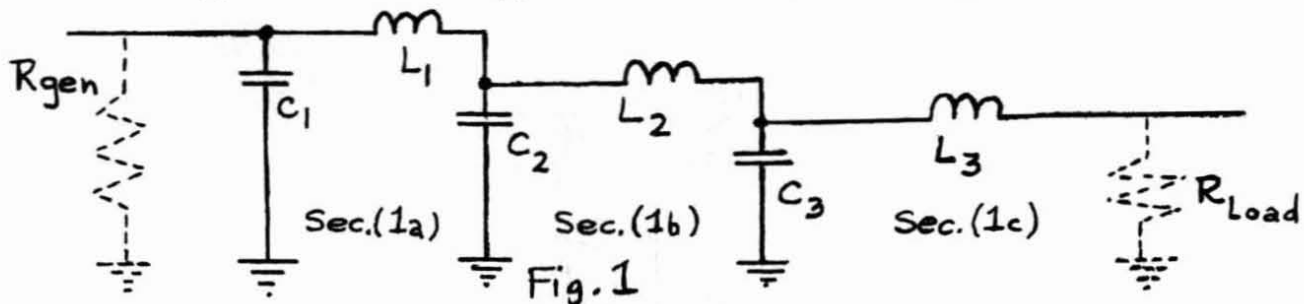 Rgen
C1
L1
C2
L2
C3
L3
RLoad
Sec.(1a)
Sec.(1b)
Sec.(1c)
Fig. 1